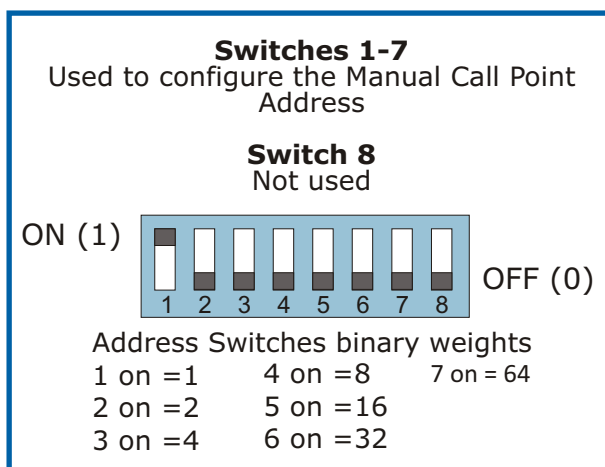 Switches 1-7
Used to configure the Manual Call Point
Address
Switch 8
Not used
ON (1)
OFF (0)
1 2 3 4 5 6 7 8
Address Switches binary weights
1 on =1 4 on =8 7 on = 64
2 on =2 5 on =16
3 on =4 6 on =32